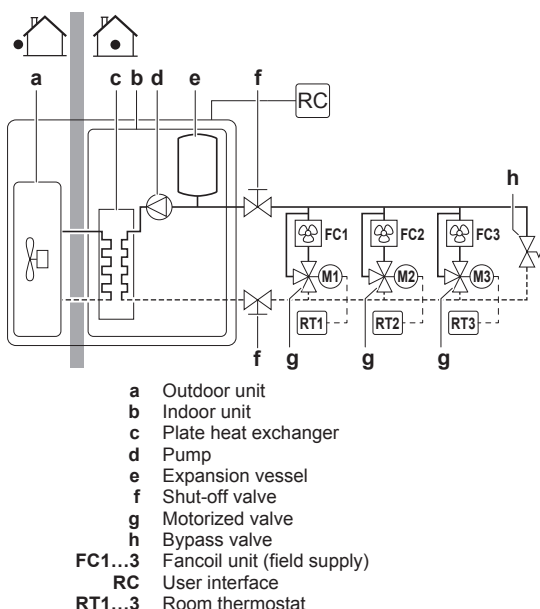 a c b d e f
RC
h
FC1 FC2 FC3
M1 M2 M3
RT1 RT2 RT3
f g g g
a Outdoor unit
b Indoor unit
c Plate heat exchanger
d Pump
e Expansion vessel
f Shut-off valve
g Motorized valve
h Bypass valve
FC1…3 Fancoil unit (field supply)
RC User interface
RT1…3 Room thermostat